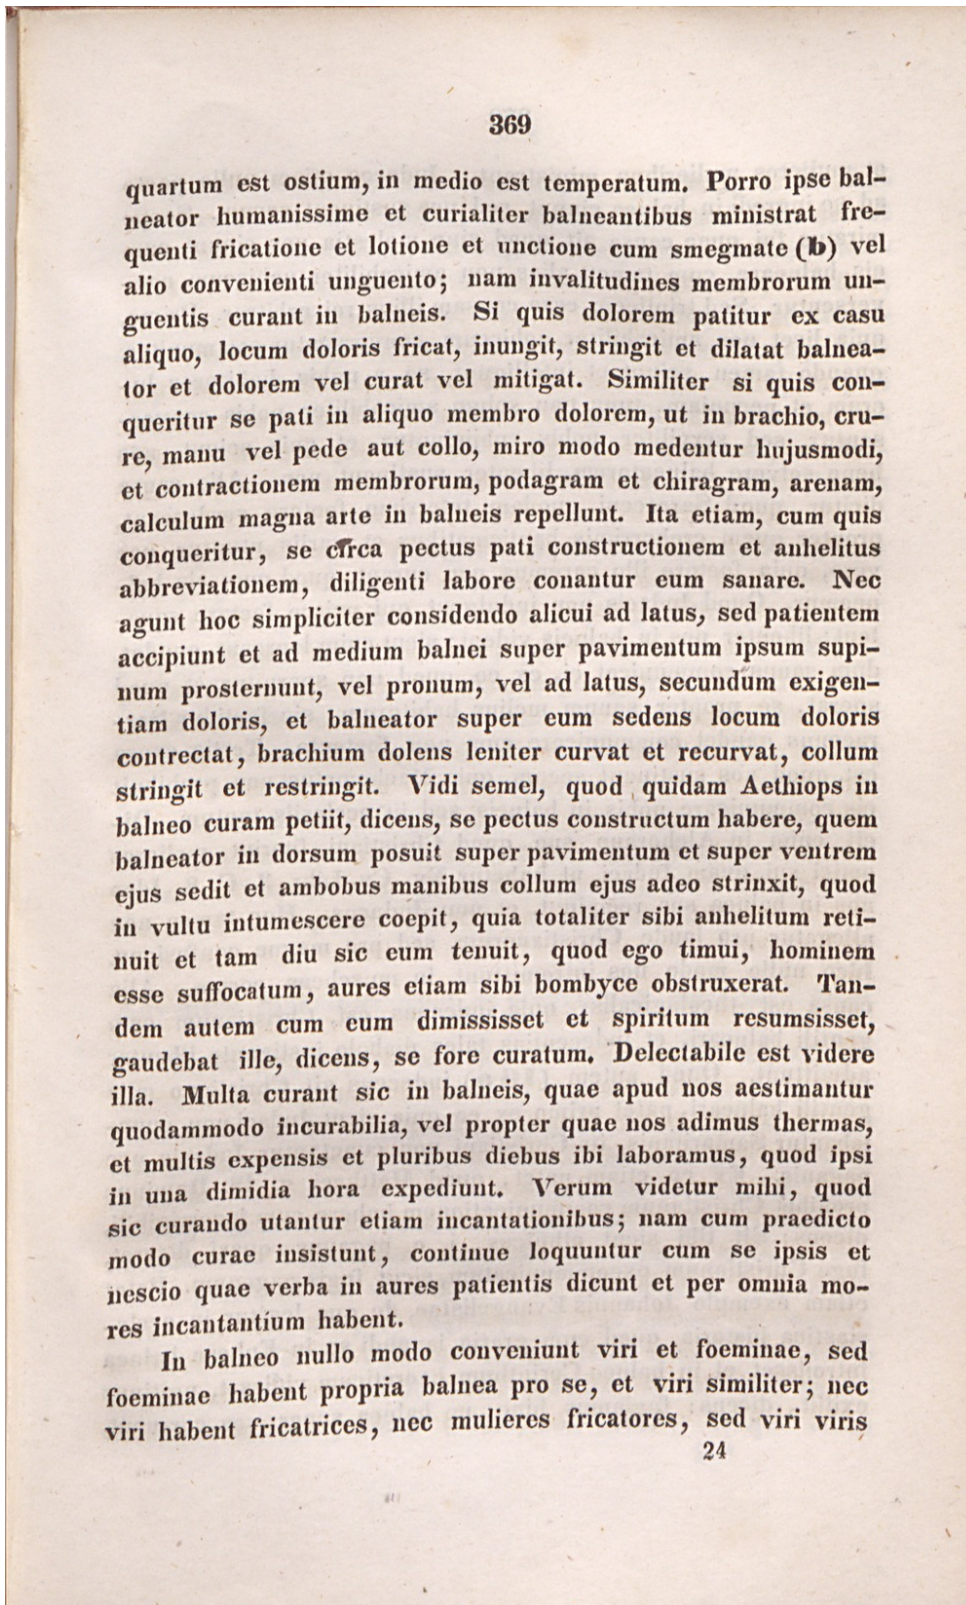 369
quartum est ostium, in medio est temperatum. Porro ipse bal-
neator humanissime et curialiter balneantibus ministrat fre-
quenti fricatione et lotione et unctione cum smegmate (b) vel
alio convenienti unguento; nam invalitudines membrorum un-
guentis curant in balneis. Si quis dolorem patitur ex casu
aliquo, locum doloris fricat, inungit, stringit et dilatat balnea-
tor et dolorem vel curat vel mitigat. Similiter si quis con-
queritur se pati in aliquo membro dolorem, ut in brachio, cru-
re, manu vel pede aut collo, miro modo medentur hujusmodi,
et contractionem membrorum, podagram et chiragram, arenam,
calculum magna arte in balneis repellunt. Ita etiam, cum quis
conqueritur, se circa pectus pati constructionem et anhelitus
abbreviationem, diligenti labore conantur eum sanare. Nec
agunt hoc simpliciter considendo alicui ad latus, sed patientem
accipiunt et ad medium balnei super pavimentum ipsum supi-
num prosternunt, vel pronum, vel ad latus, secundum exigen-
tiam doloris, et balneator super eum sedens locum doloris
contrectat, brachium dolens leniter curvat et recurvat, collum
stringit et restringit. Vidi semel, quod quidam Aethiops in
balneo curam petiit, dicens, se pectus constructum habere, quem
balneator in dorsum posuit super pavimentum et super ventrem
ejus sedit et ambobus manibus collum ejus adeo strinxit, quod
in vultu intumescere coepit, quia totaliter sibi anhelitum reti-
nuit et tam diu sic eum tenuit, quod ego timui, hominem
esse suffocatum, aures etiam sibi bombyce obstruxerat. Tan-
dem autem cum eum dimississet et spiritum resumsisset,
gaudebat ille, dicens, se fore curatum. Delectabile est videre
illa. Multa curant sic in balneis, quae apud nos aestimantur
quodammodo incurabilia, vel propter quae nos adimus thermas,
et multis expensis et pluribus diebus ibi laboramus, quod ipsi
in una dimidia hora expediunt. Verum videtur mihi, quod
sic curando utantur etiam incantationibus; nam cum praedicto
modo curae insistunt, continue loquuntur cum se ipsis et
nescio quae verba in aures patientis dicunt et per omnia mo-
res incantantium habent.
In balneo nullo modo conveniunt viri et foeminae, sed
foeminae habent propria balnea pro se, et viri similiter; nec
viri habent fricatrices, nec mulieres fricatores, sed viri viris
24